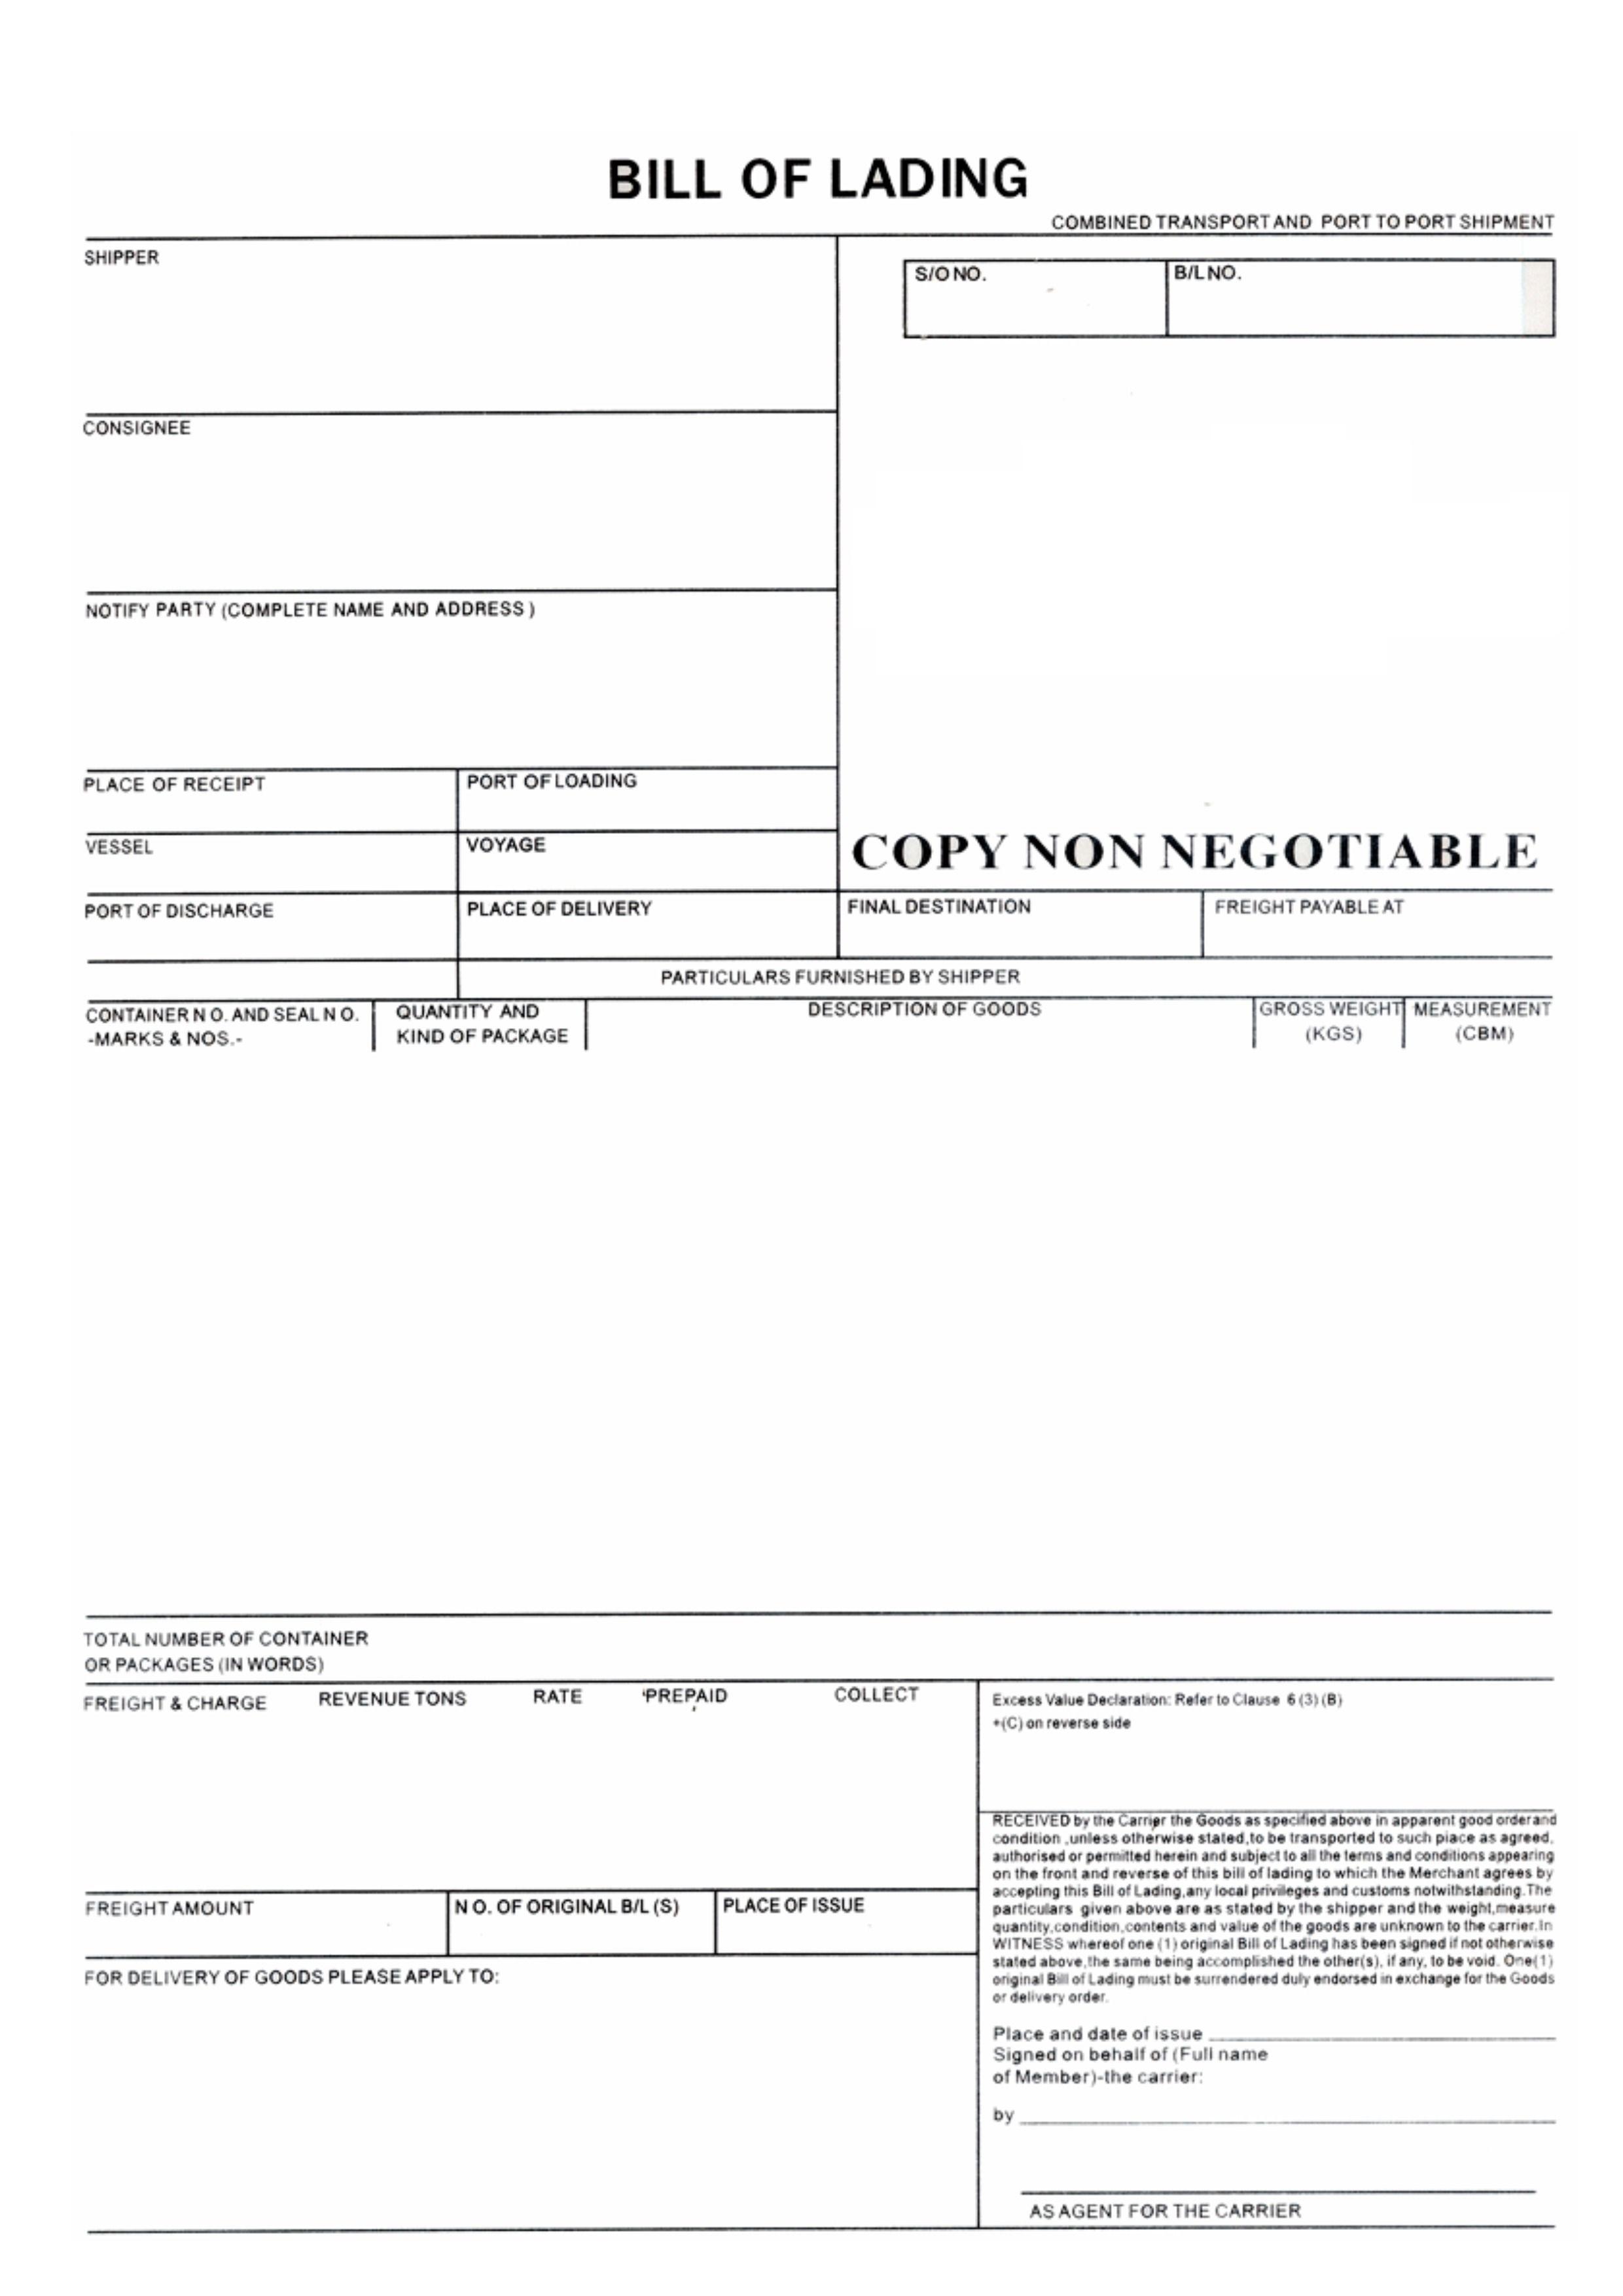 BILL OF LADING
COMBINED TRANSPORT AND PORT TO PORT SHIPMENT
SHIPPER
S/O NO.
B/L NO.
CONSIGNEE
NOTIFY PARTY (COMPLETE NAME AND ADDRESS )
PLACE OF RECEIPT
PORT OF LOADING
VESSEL
VOYAGE
COPY NON NEGOTIABLE
PORT OF DISCHARGE
PLACE OF DELIVERY
FINAL DESTINATION
FREIGHT PAYABLE AT
PARTICULARS FURNISHED BY SHIPPER
CONTAINER N O. AND SEAL N O.
-MARKS & NOS.-
QUANTITY AND
KIND OF PACKAGE
DESCRIPTION OF GOODS
GROSS WEIGHT
(KGS)
MEASUREMENT
(CBM)
TOTAL NUMBER OF CONTAINER
OR PACKAGES (IN WORDS)
FREIGHT & CHARGE
REVENUE TONS
RATE
PREPAID
COLLECT
Excess Value Declaration: Refer to Clause 6 (3) (B)
+(C) on reverse side
RECEIVED by the Carrier the Goods as specified above in apparent good order and
condition ,unless otherwise stated,to be transported to such place as agreed,
authorised or permitted herein and subject to all the terms and conditions appearing
on the front and reverse of this bill of lading to which the Merchant agrees by
accepting this Bill of Lading,any local privileges and customs notwithstanding.The
particulars given above are as stated by the shipper and the weight,measure
quantity,condition,contents and value of the goods are unknown to the carrier.In
WITNESS whereof one (1) original Bill of Lading has been signed if not otherwise
stated above,the same being accomplished the other(s), if any, to be void. One(1)
original Bill of Lading must be surrendered duly endorsed in exchange for the Goods
or delivery order.
FREIGHT AMOUNT
N O. OF ORIGINAL B/L (S)
PLACE OF ISSUE
FOR DELIVERY OF GOODS PLEASE APPLY TO:
Place and date of issue
Signed on behalf of (Full name
of Member)-the carrier:
by
AS AGENT FOR THE CARRIER